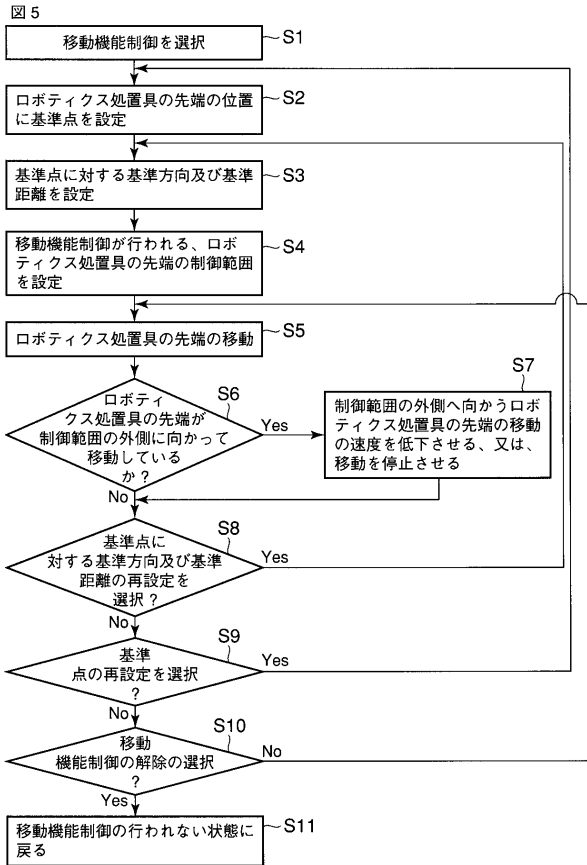 図5
移動機能制御を選択
S1
ロボティクス処置具の先端の位置
に基準点を設定
S2
基準点に対する基準方向及び基準
距離を設定
S3
移動機能制御が行われる、ロボ
ティクス処置具の先端の制御範囲
を設定
S4
ロボティクス処置具の先端の移動
S5
ロボティ
クス処置具の先端が
制御範囲の外側に向かって
移動している
か?
S6
Yes
No
S7
制御範囲の外側へ向かうロボ
ティクス処置具の先端の移動
の速度を低下させる、又は、
移動を停止させる
基準点に
対する基準方向及び基準
距離の再設定を
選択?
S8
Yes
No
基準
点の再設定を選択
?
S9
Yes
No
移動
機能制御の解除の選択
?
S10
No
Yes
移動機能制御の行われない状態に
戻る
S11